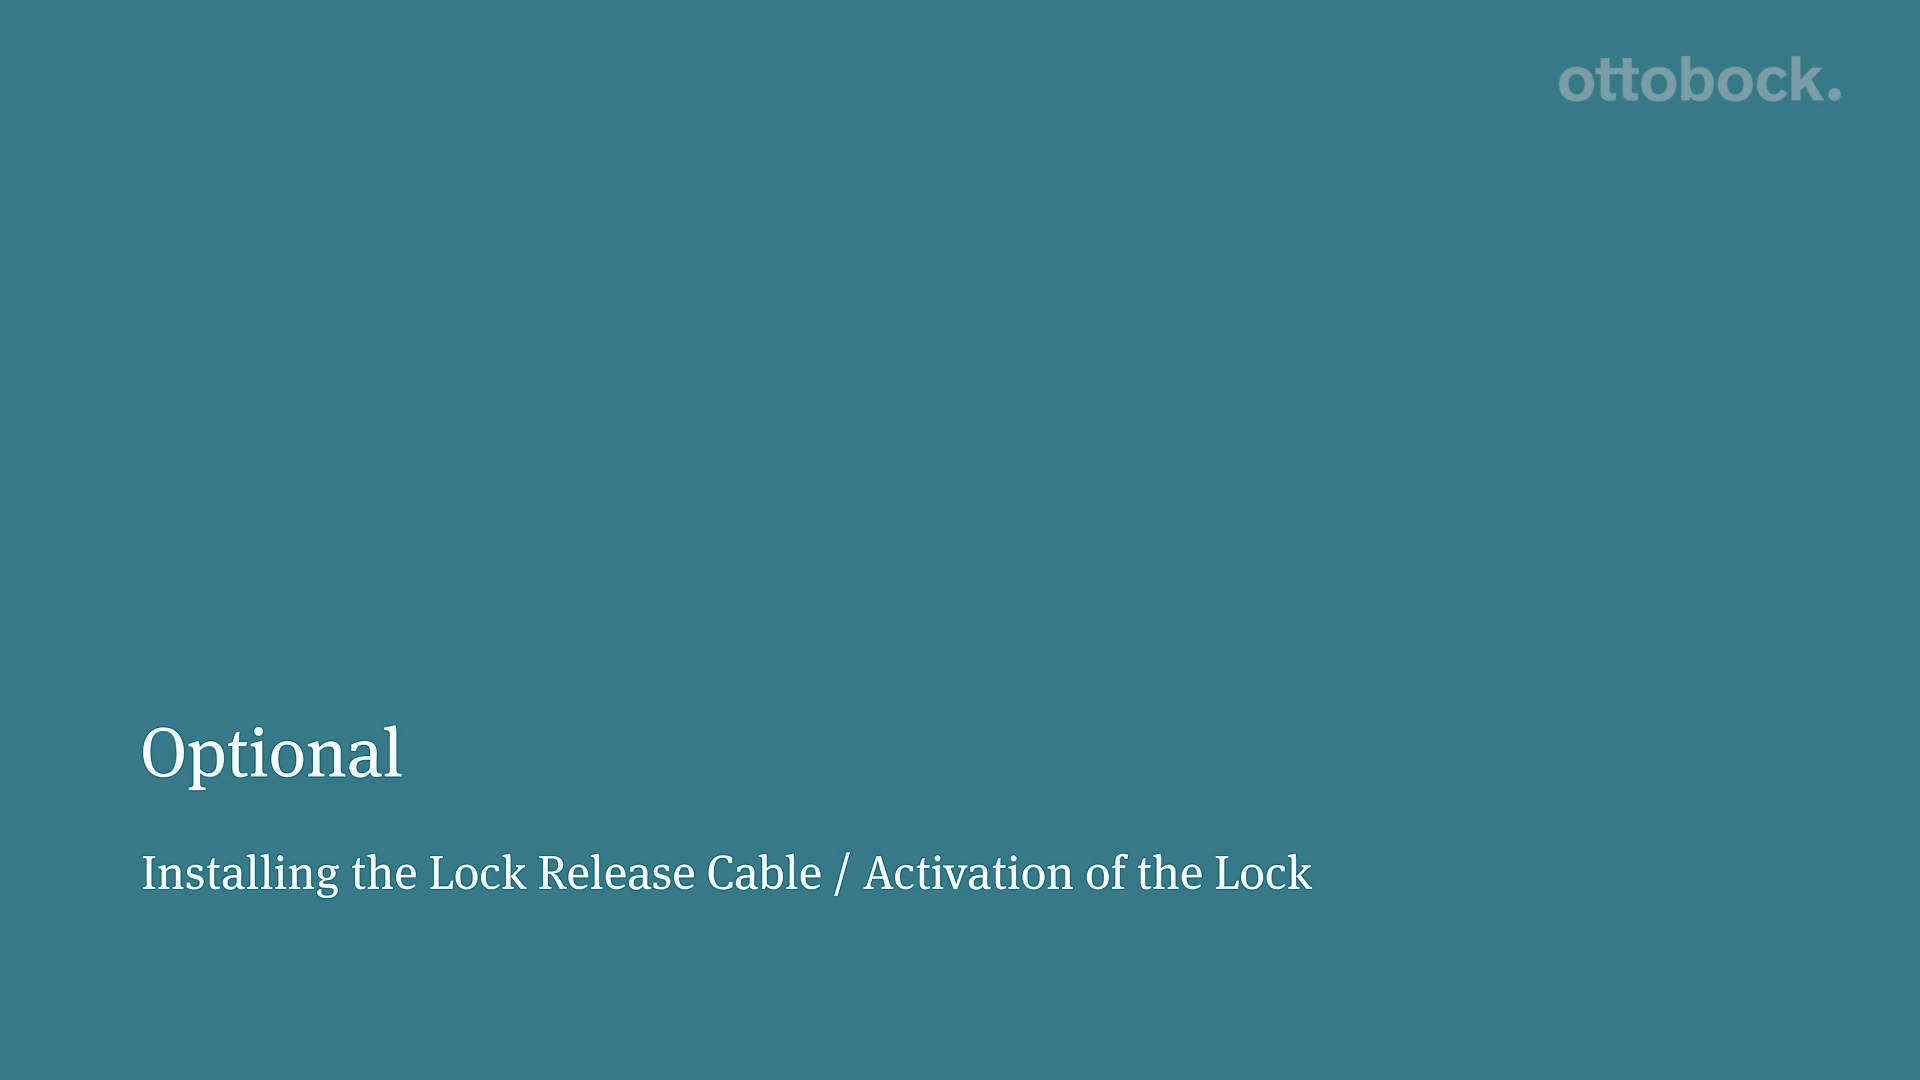 ottobock.
Optional
Installing the Lock Release Cable / Activation of the Lock